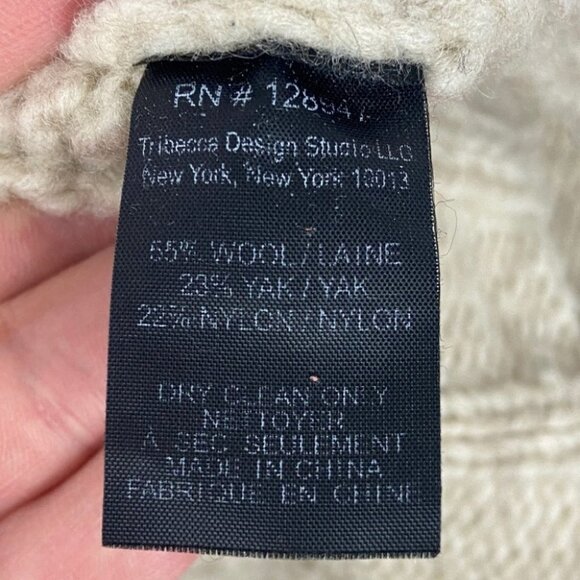 RN #
Tribecca Design Studio LLC
New York, New York 10013
55% WOOL / LAINE
23% YAK / YAK
22% NYLON / NYLON
DRY CLEAN ONLY
NETTOYER
À SEC SEULEMENT
MADE IN CHINA
FABRIQUE EN CHINE